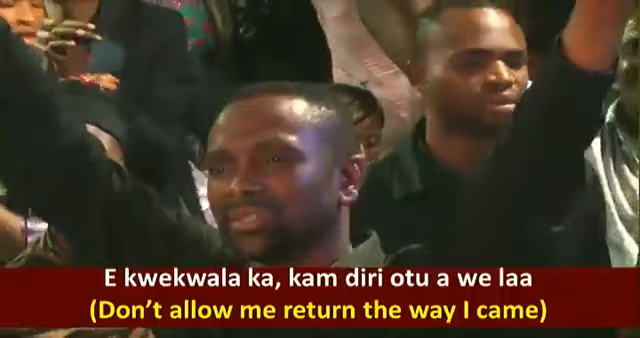 E kwekwala ka, kam diri otu a we laa
(Don’t allow me return the way I came)